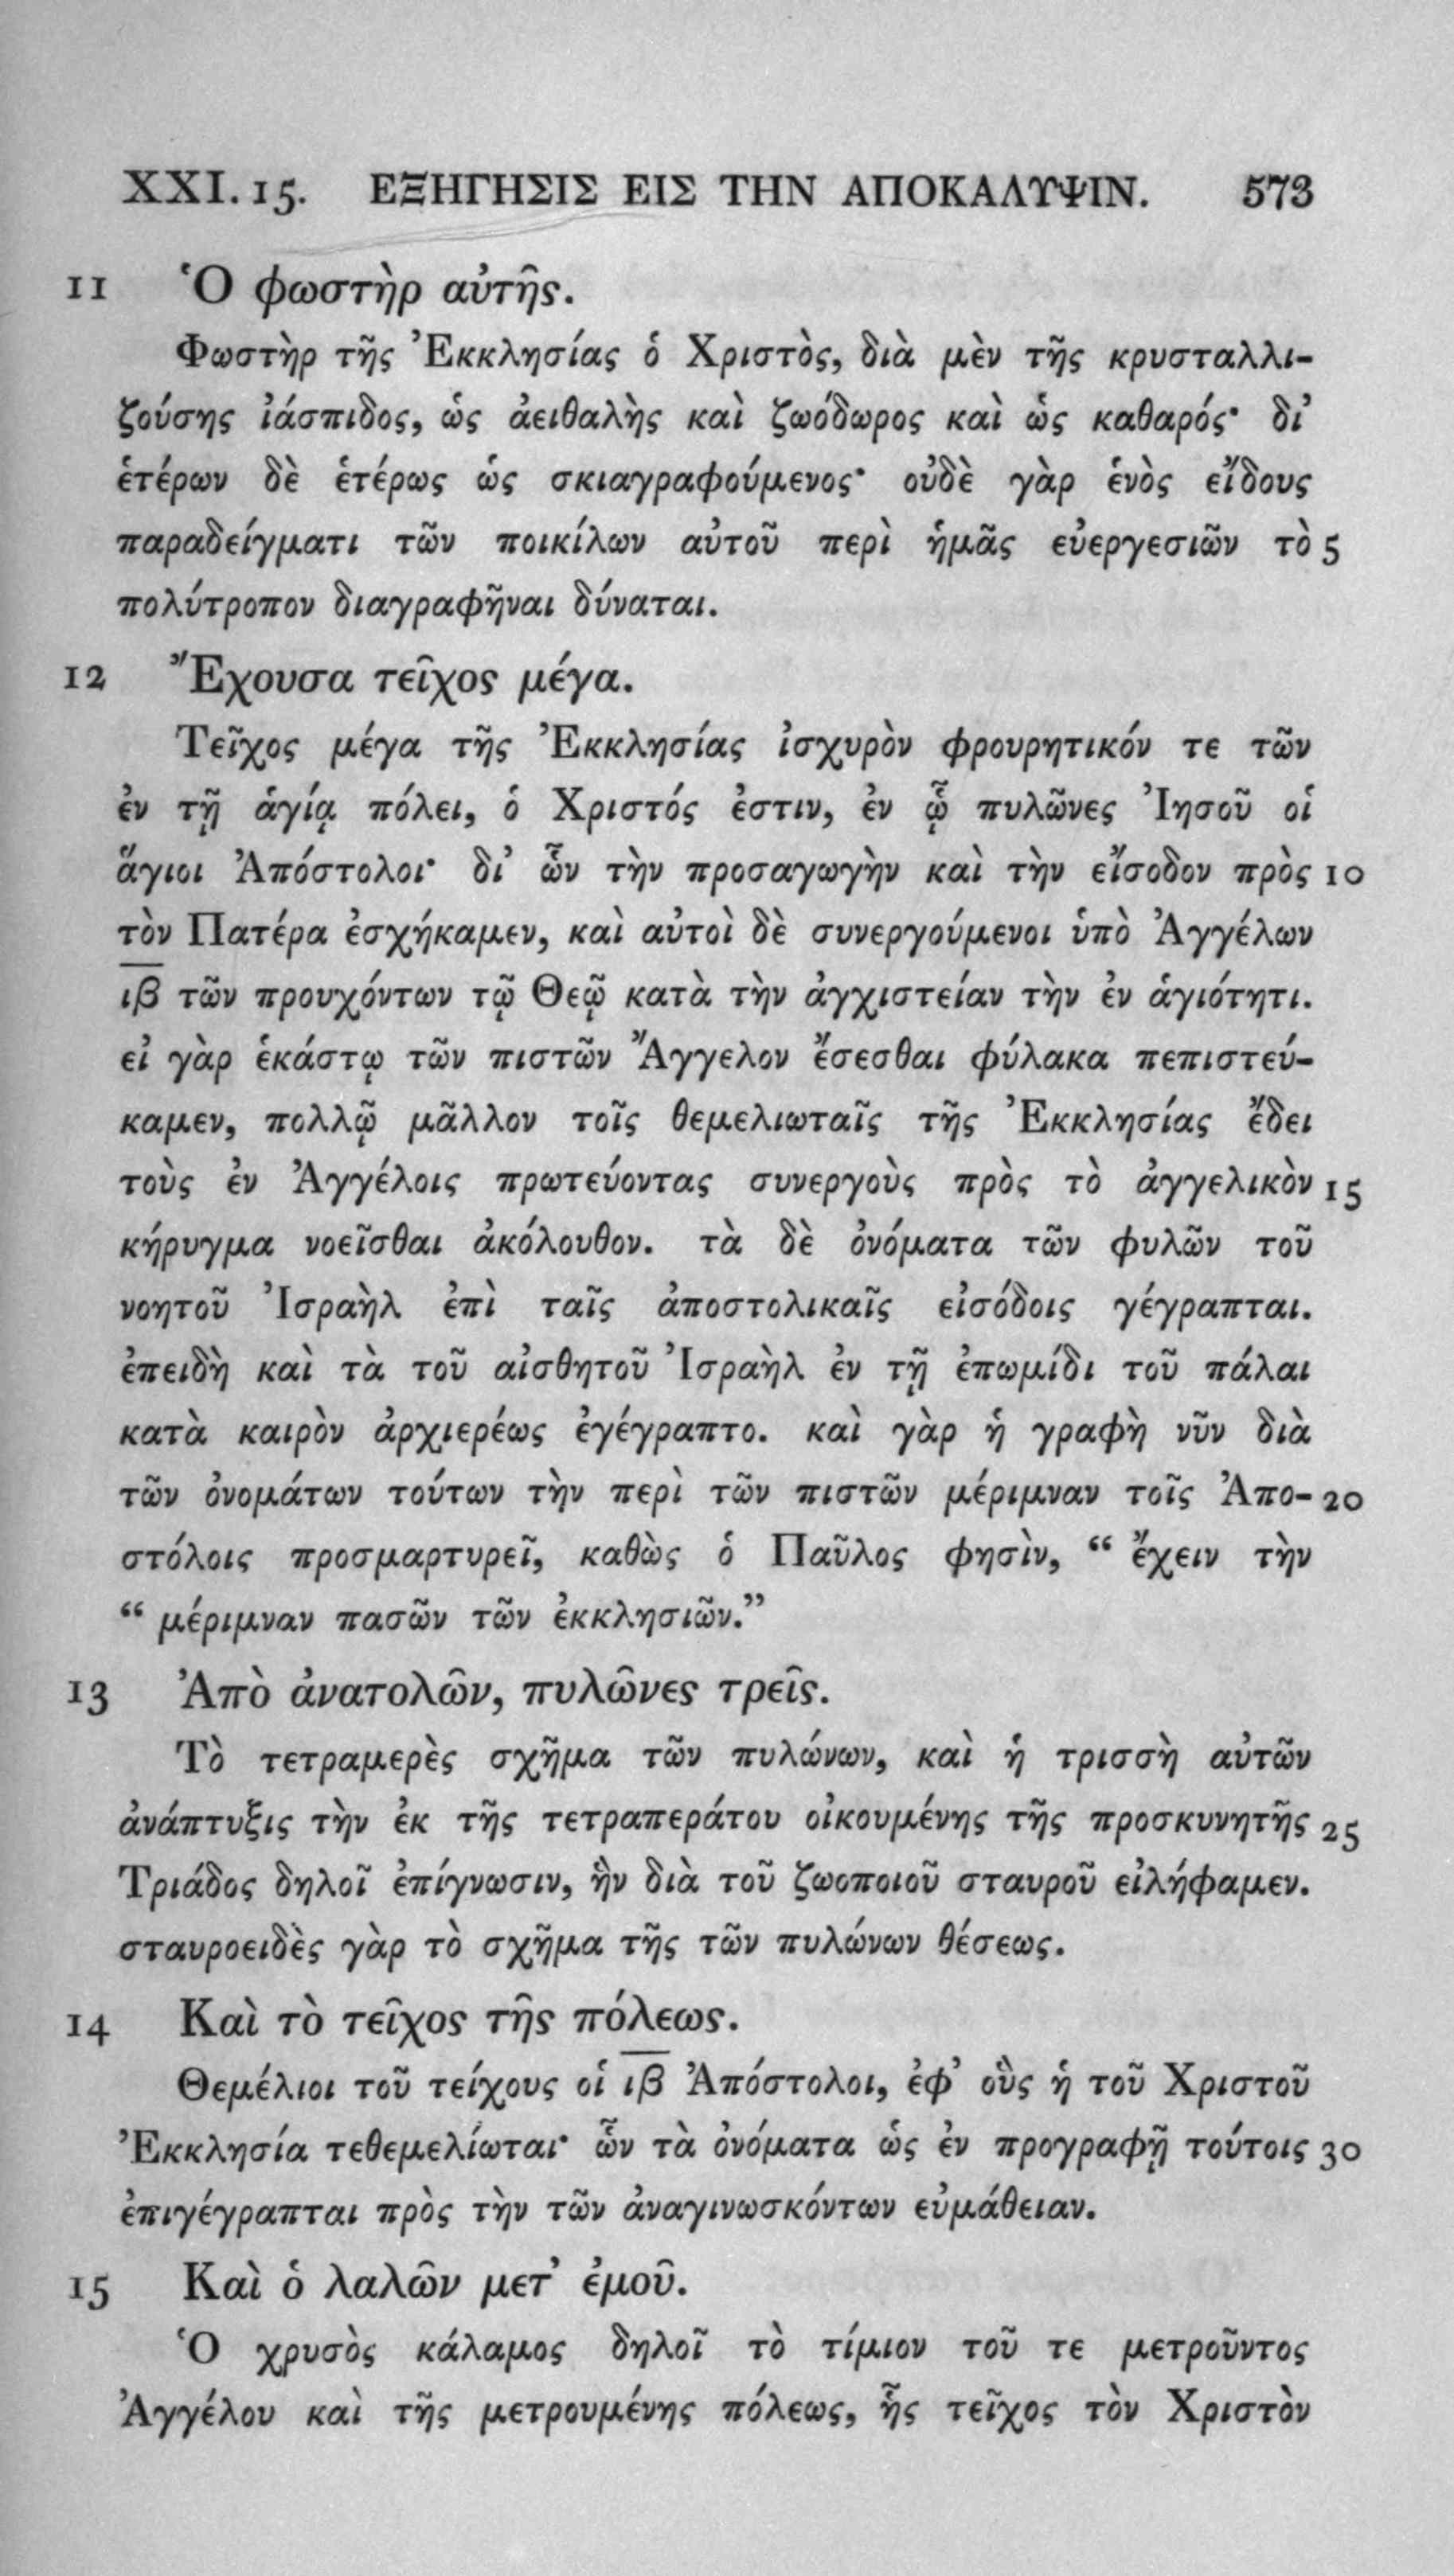 XXI. 15. ΕΞΗΓΗΣΙΣ ΕΙΣ ΤΗΝ ΑΠΟΚΑΛΥΨΙΝ. 573
11 Ὁ φωστὴρ αὐτῆς.
Φωστὴρ τῆς Ἐκκλησίας ὁ Χριστὸς, διὰ μὲν τῆς κρυσταλλι-
ζούσης ἰάσπιδος, ὡς ἀειθαλὴς καὶ ζωόδωρος καὶ ὡς καθαρός· δι’
ἑτέρων δὲ ἑτέρως ὡς σκιαγραφούμενος· οὐδὲ γὰρ ἑνὸς εἴδους
παραδείγματι τῶν ποικίλων αὐτοῦ περὶ ἡμᾶς εὐεργεσιῶν τὸ 5
πολύτροπον διαγραφῆναι δύναται.
12 Ἔχουσα τεῖχος μέγα.
Τεῖχος μέγα τῆς Ἐκκλησίας ἰσχυρὸν φρουρητικόν τε τῶν
ἐν τῇ ἁγίᾳ πόλει, ὁ Χριστός ἐστιν, ἐν ᾧ πυλῶνες Ἰησοῦ οἱ
ἅγιοι Ἀπόστολοι· δι’ ὧν τὴν προσαγωγὴν καὶ τὴν εἴσοδον πρὸς 10
τὸν Πατέρα ἐσχήκαμεν, καὶ αὐτοὶ δὲ συνεργούμενοι ὑπὸ Ἀγγέλων
ι̅β̅ τῶν προυχόντων τῷ Θεῷ κατὰ τὴν ἀγχιστείαν τὴν ἐν ἁγιότητι.
εἰ γὰρ ἑκάστῳ τῶν πιστῶν Ἄγγελον ἔσεσθαι φύλακα πεπιστεύ-
καμεν, πολλῷ μᾶλλον τοῖς θεμελιωταῖς τῆς Ἐκκλησίας ἔδει
τοὺς ἐν Ἀγγέλοις πρωτεύοντας συνεργοὺς πρὸς τὸ ἀγγελικὸν 15
κήρυγμα νοεῖσθαι ἀκόλουθον. τὰ δὲ ὀνόματα τῶν φυλῶν τοῦ
νοητοῦ Ἰσραὴλ ἐπὶ ταῖς ἀποστολικαῖς εἰσόδοις γέγραπται.
ἐπειδὴ καὶ τὰ τοῦ αἰσθητοῦ Ἰσραὴλ ἐν τῇ ἐπωμίδι τοῦ πάλαι
κατὰ καιρὸν ἀρχιερέως ἐγέγραπτο. καὶ γὰρ ἡ γραφὴ νῦν διὰ
τῶν ὀνομάτων τούτων τὴν περὶ τῶν πιστῶν μέριμναν τοῖς Ἀπο- 20
στόλοις προσμαρτυρεῖ, καθὼς ὁ Παῦλος φησὶν, “ ἔχειν τὴν
“ μέριμναν πασῶν τῶν ἐκκλησιῶν.”
13 Ἀπὸ ἀνατολῶν, πυλῶνες τρεῖς.
Τὸ τετραμερὲς σχῆμα τῶν πυλώνων, καὶ ἡ τρισσὴ αὐτῶν
ἀνάπτυξις τὴν ἐκ τῆς τετραπεράτου οἰκουμένης τῆς προσκυνητῆς 25
Τριάδος δηλοῖ ἐπίγνωσιν, ἣν διὰ τοῦ ζωοποιοῦ σταυροῦ εἰλήφαμεν.
σταυροειδὲς γὰρ τὸ σχῆμα τῆς τῶν πυλώνων θέσεως.
14 Καὶ τὸ τεῖχος τῆς πόλεως.
Θεμέλιοι τοῦ τείχους οἱ ι̅β̅ Ἀπόστολοι, ἐφ’ οὓς ἡ τοῦ Χριστοῦ
Ἐκκλησία τεθεμελίωται· ὧν τὰ ὀνόματα ὡς ἐν προγραφῇ τούτοις 30
ἐπιγέγραπται πρὸς τὴν τῶν ἀναγινωσκόντων εὐμάθειαν.
15 Καὶ ὁ λαλῶν μετ’ ἐμοῦ.
Ὁ χρυσὸς κάλαμος δηλοῖ τὸ τίμιον τοῦ τε μετροῦντος
Ἀγγέλου καὶ τῆς μετρουμένης πόλεως, ἧς τεῖχος τὸν Χριστὸν